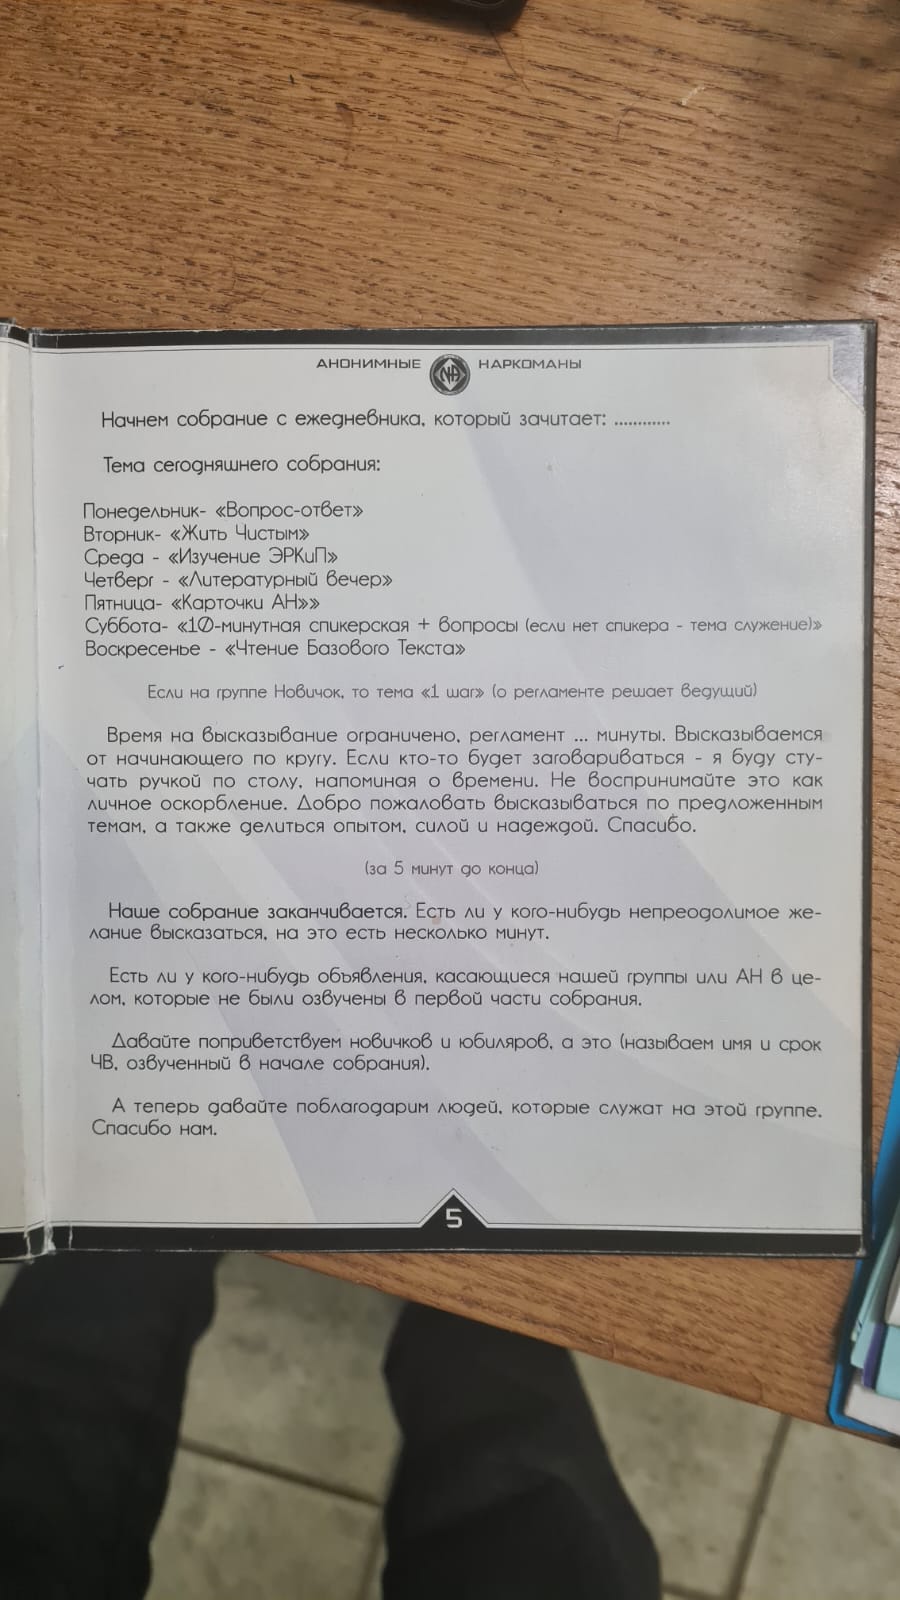 АНОНИМНЫЕ NA НАРКОМАНЫ
Начнем собрание с ежедневника, который зачитает: ............
Тема сегодняшнего собрания:
Понедельник- «Вопрос-ответ»
Вторник- «Жить Чистым»
Среда - «Изучение ЭРКиП»
Четверг - «Литературный вечер»
Пятница- «Карточки АН»»
Суббота- «10-минутная спикерская + вопросы (если нет спикера - тема служение)»
Воскресенье - «Чтение Базового Текста»
Если на группе Новичок, то тема «1 шаг» (о регламенте решает ведущий)
Время на высказывание ограничено, регламент ... минуты. Высказываемся
от начинающего по кругу. Если кто-то будет заговариваться - я буду сту-
чать ручкой по столу, напоминая о времени. Не воспринимайте это как
личное оскорбление. Добро пожаловать высказываться по предложенным
темам, а также делиться опытом, силой и надеждой. Спасибо.
(за 5 минут до конца)
Наше собрание заканчивается. Есть ли у кого-нибудь непреодолимое же-
лание высказаться, на это есть несколько минут.
Есть ли у кого-нибудь объявления, касающиеся нашей группы или АН в це-
лом, которые не были озвучены в первой части собрания.
Давайте поприветствуем новичков и юбиляров, а это (называем имя и срок
ЧВ, озвученный в начале собрания).
А теперь давайте поблагодарим людей, которые служат на этой группе.
Спасибо нам.
5